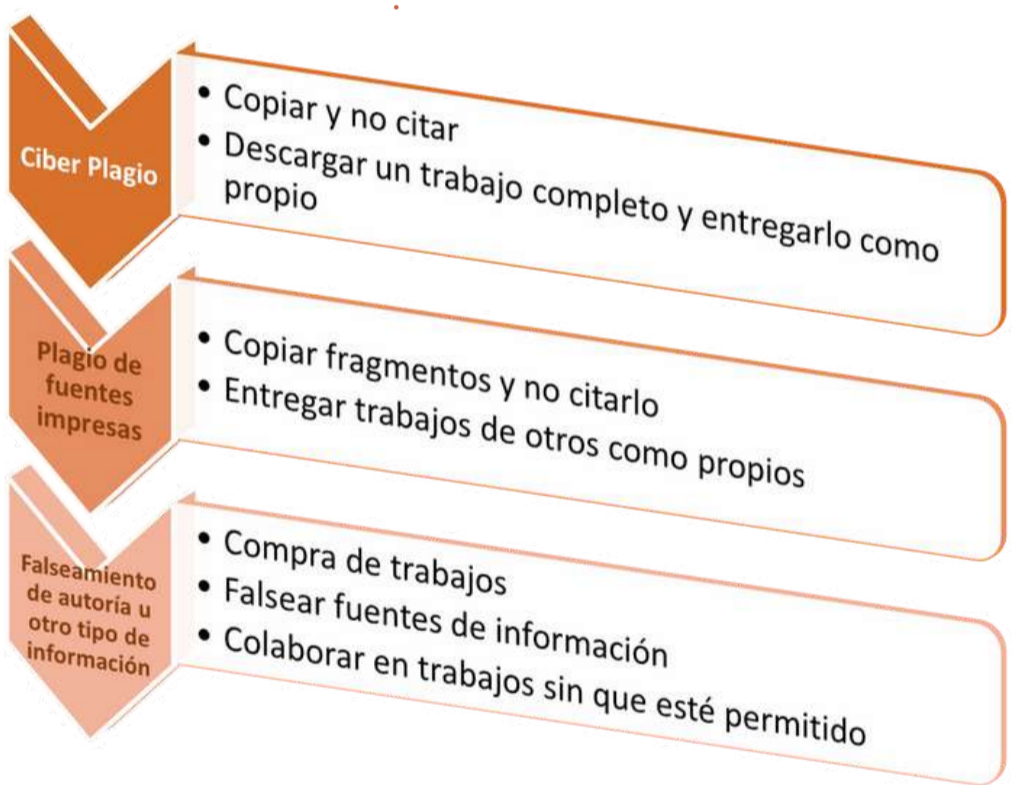 Ciber Plagio
• Copiar y no citar
• Descargar un trabajo completo y entregarlo como
propio
Plagio de
fuentes
impresas
• Copiar fragmentos y no citarlo
• Entregar trabajos de otros como propios
Falseamiento
de autoría u
otro tipo de
información
• Compra de trabajos
• Falsear fuentes de información
• Colaborar en trabajos sin que esté permitido